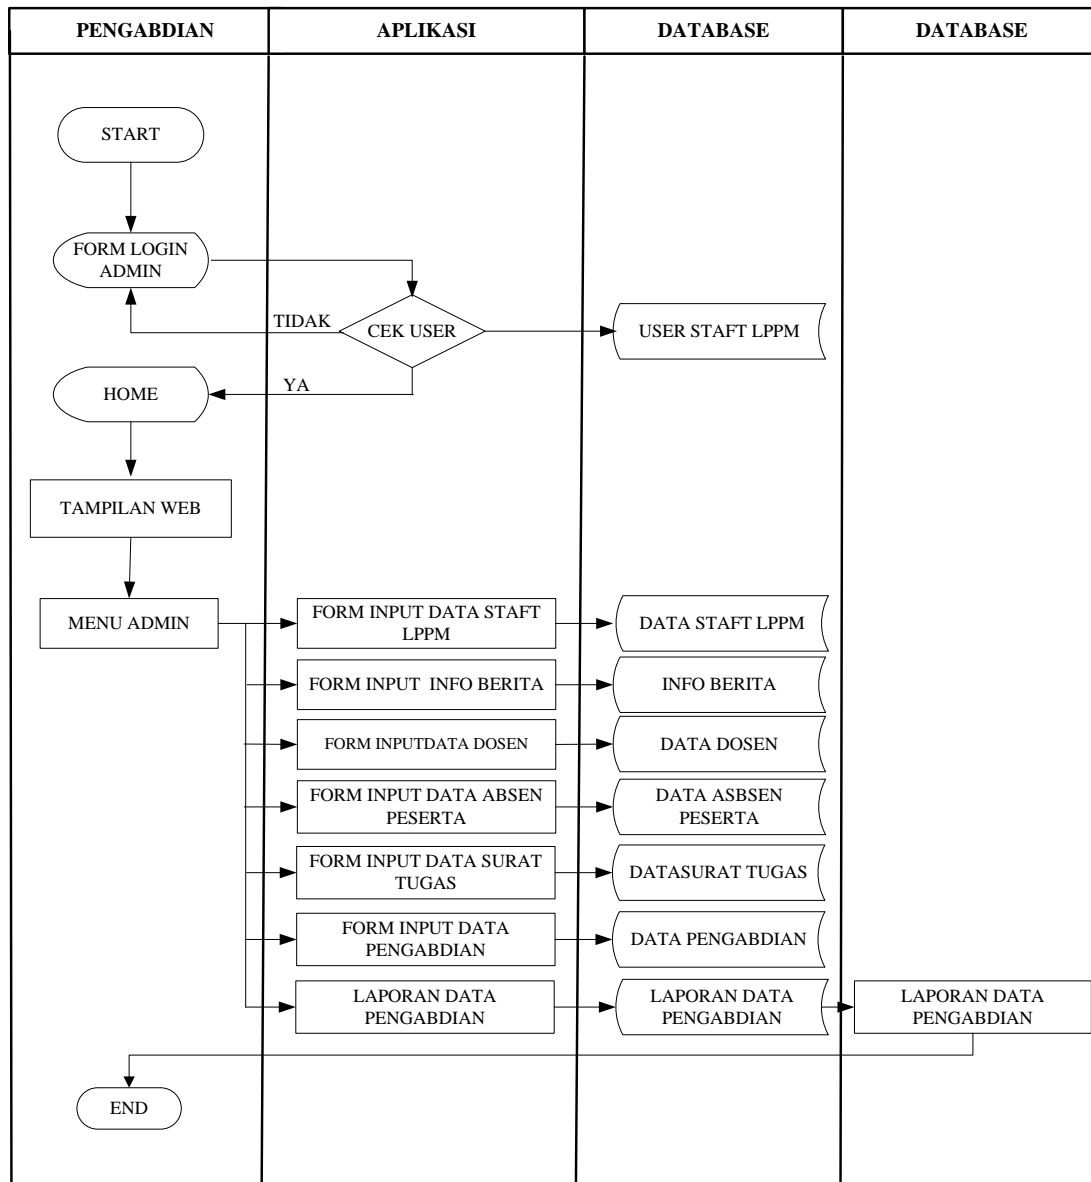 PENGABDIAN
APLIKASI
DATABASE
DATABASE
START
FORM LOGIN
ADMIN
TIDAK
CEK USER
USER STAFT LPPM
HOME
YA
TAMPILAN WEB
MENU ADMIN
FORM INPUT DATA STAFT
LPPM
DATA STAFT LPPM
FORM INPUT  INFO BERITA
INFO BERITA
FORM INPUTDATA DOSEN
DATA DOSEN
FORM INPUT DATA ABSEN
PESERTA
DATA ASBSEN
PESERTA
FORM INPUT DATA SURAT
TUGAS
DATASURAT TUGAS
FORM INPUT DATA
PENGABDIAN
DATA PENGABDIAN
LAPORAN DATA
PENGABDIAN
LAPORAN DATA
PENGABDIAN
LAPORAN DATA
PENGABDIAN
END